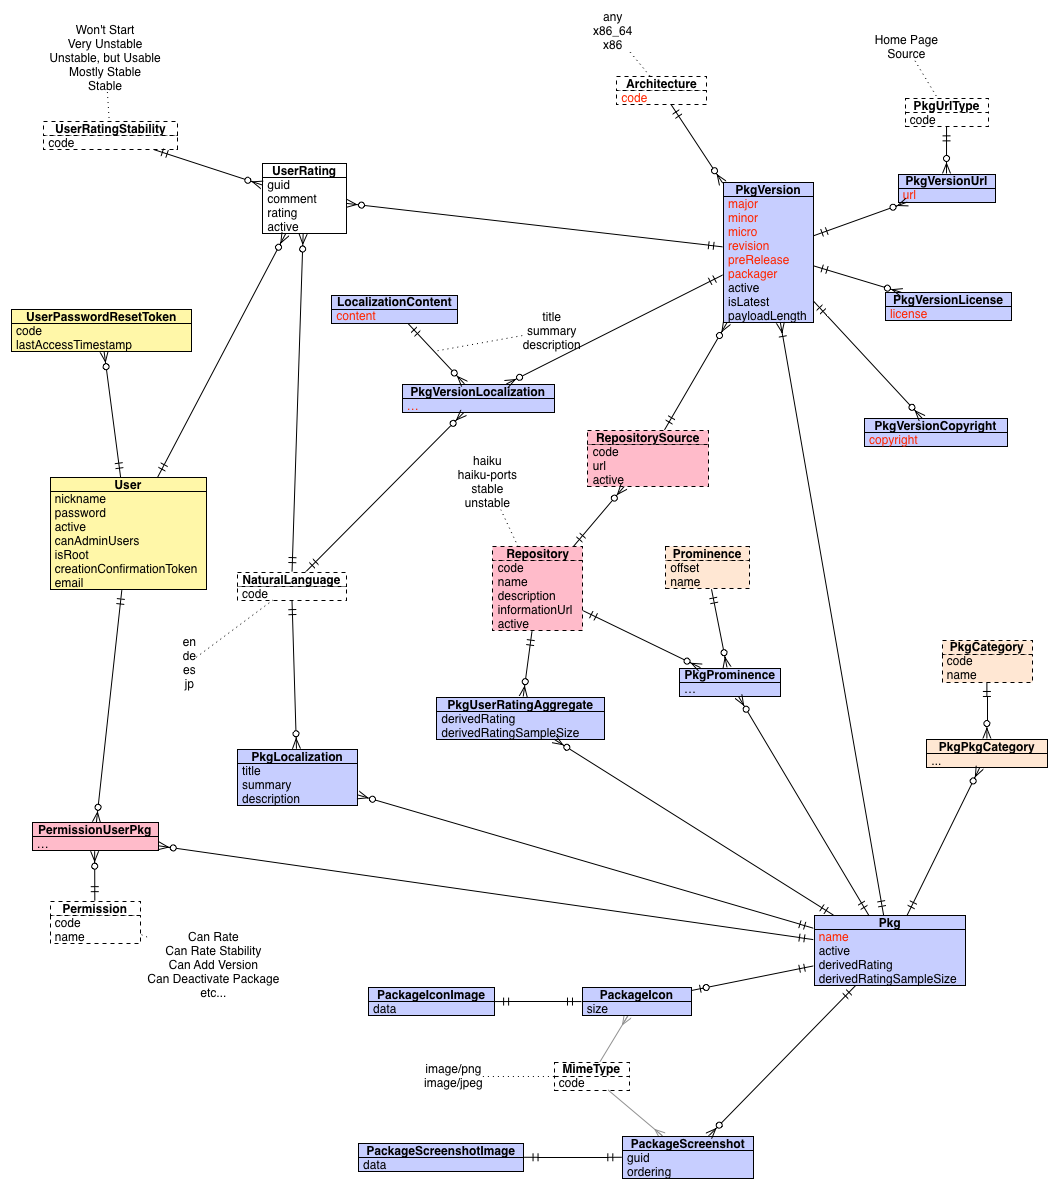 Won't Start
Very Unstable
Unstable, but Usable
Mostly Stable
Stable
any
x86_64
x86
Home Page
Source
Architecture
code
PkgUrlType
code
UserRatingStability
code
UserRating
guid
comment
rating
active
PkgVersion
major
minor
micro
revision
preRelease
packager
active
isLatest
payloadLength
PkgVersionUrl
url
PkgVersionLicense
license
LocalizationContent
content
title
summary
description
UserPasswordResetToken
code
lastAccessTimestamp
PkgVersionLocalization
...
PkgVersionCopyright
copyright
RepositorySource
code
url
active
haiku
haiku-ports
stable
unstable
User
nickname
password
active
canAdminUsers
isRoot
creationConfirmationToken
email
Repository
code
name
description
informationUrl
active
Prominence
offset
name
NaturalLanguage
code
en
de
es
jp
PkgCategory
code
name
PkgProminence
...
PkgUserRatingAggregate
derivedRating
derivedRatingSampleSize
PkgPkgCategory
...
PkgLocalization
title
summary
description
PermissionUserPkg
...
Permission
code
name
Can Rate
Can Rate Stability
Can Add Version
Can Deactivate Package
etc...
Pkg
name
active
derivedRating
derivedRatingSampleSize
PackageIconImage
data
PackageIcon
size
image/png
image/jpeg
MimeType
code
PackageScreenshotImage
data
PackageScreenshot
guid
ordering